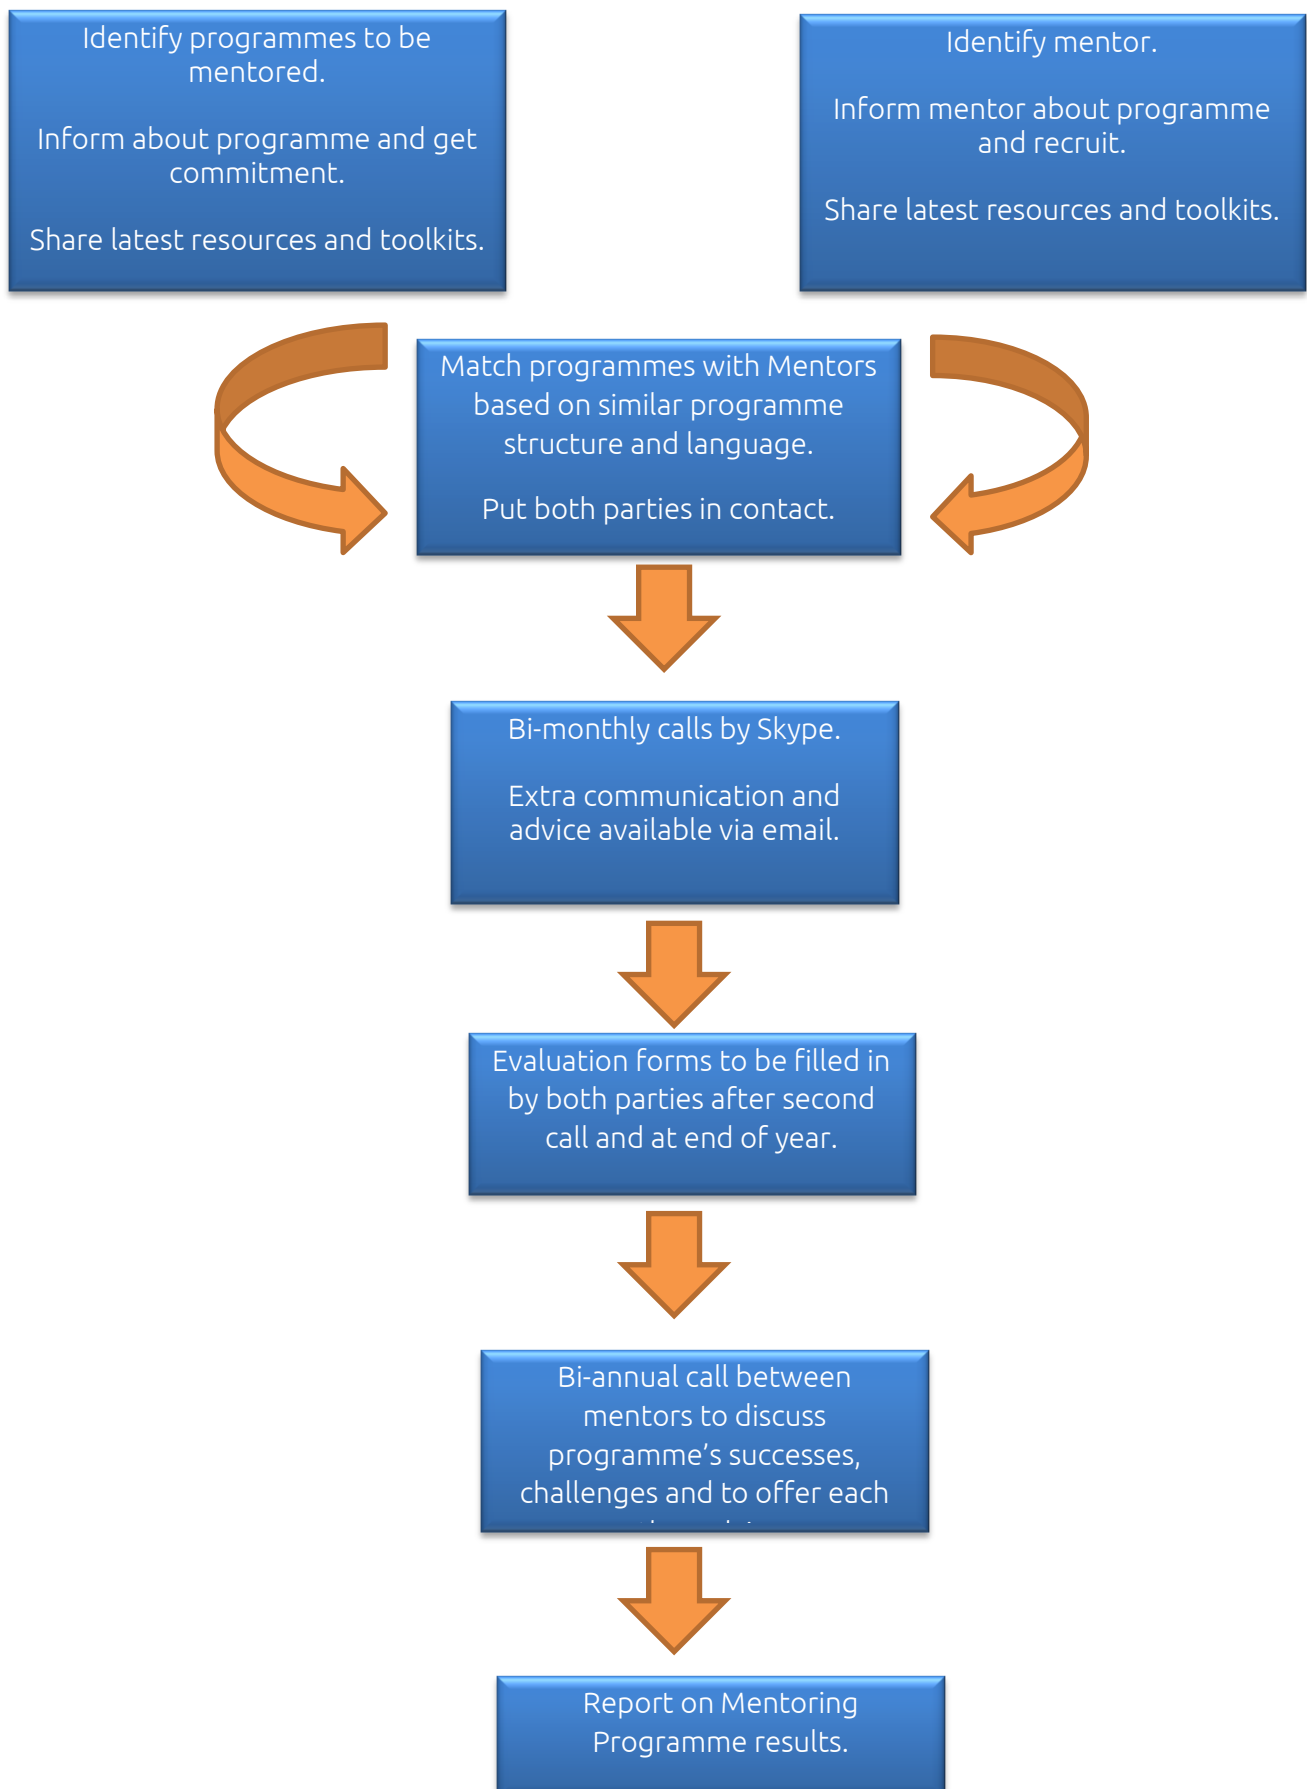 Identify programmes to be
mentored.
Inform about programme and get
commitment.
Share latest resources and toolkits.
Identify mentor.
Inform mentor about programme
and recruit.
Share latest resources and toolkits.
Match programmes with Mentors
based on similar programme
structure and language.
Put both parties in contact.
Bi-monthly calls by Skype.
Extra communication and
advice available via email.
Evaluation forms to be filled in
by both parties after second
call and at end of year.
Bi-annual call between
mentors to discuss
programme’s successes,
challenges and to offer each
Report on Mentoring
Programme results.